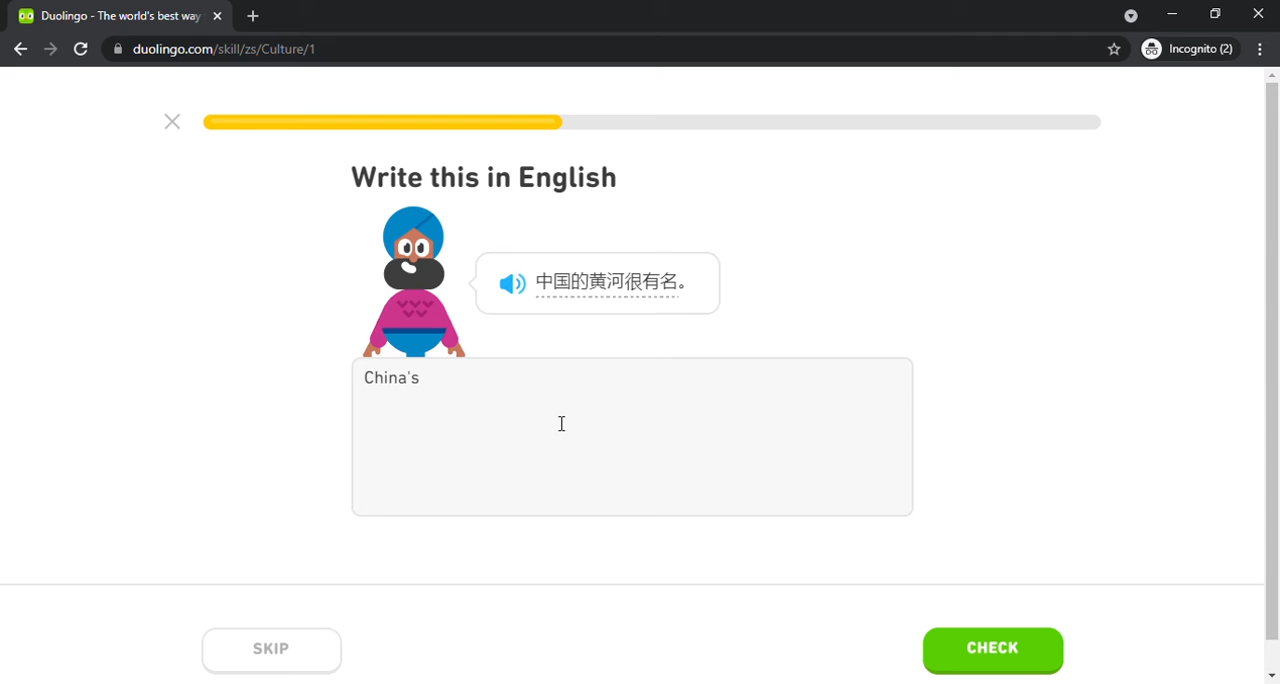 Duolingo - The world's best way
duolingo.com/skill/zs/Culture/1
Incognito (2)
Write this in English
中国的黄河很有名。
China's
SKIP
CHECK